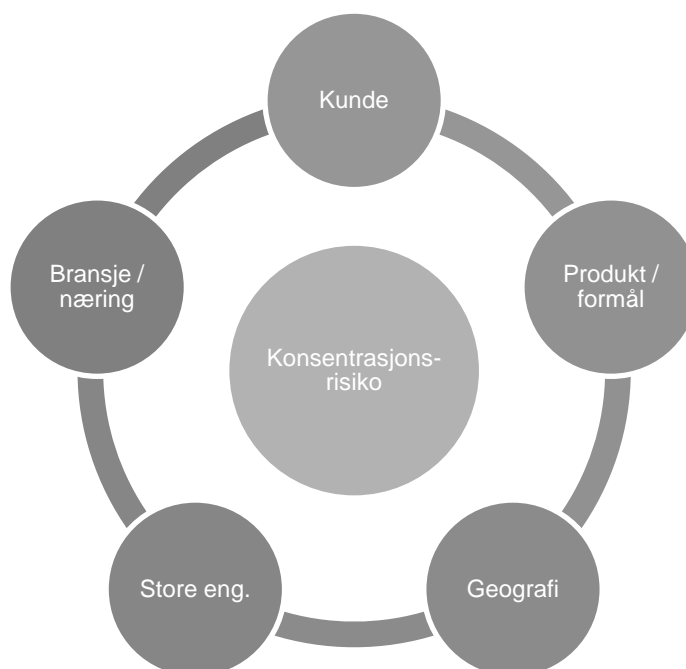 Kunde
Bransje /
næring
Produkt /
formål
Konsentrasjons-
risiko
Store eng.
Geografi